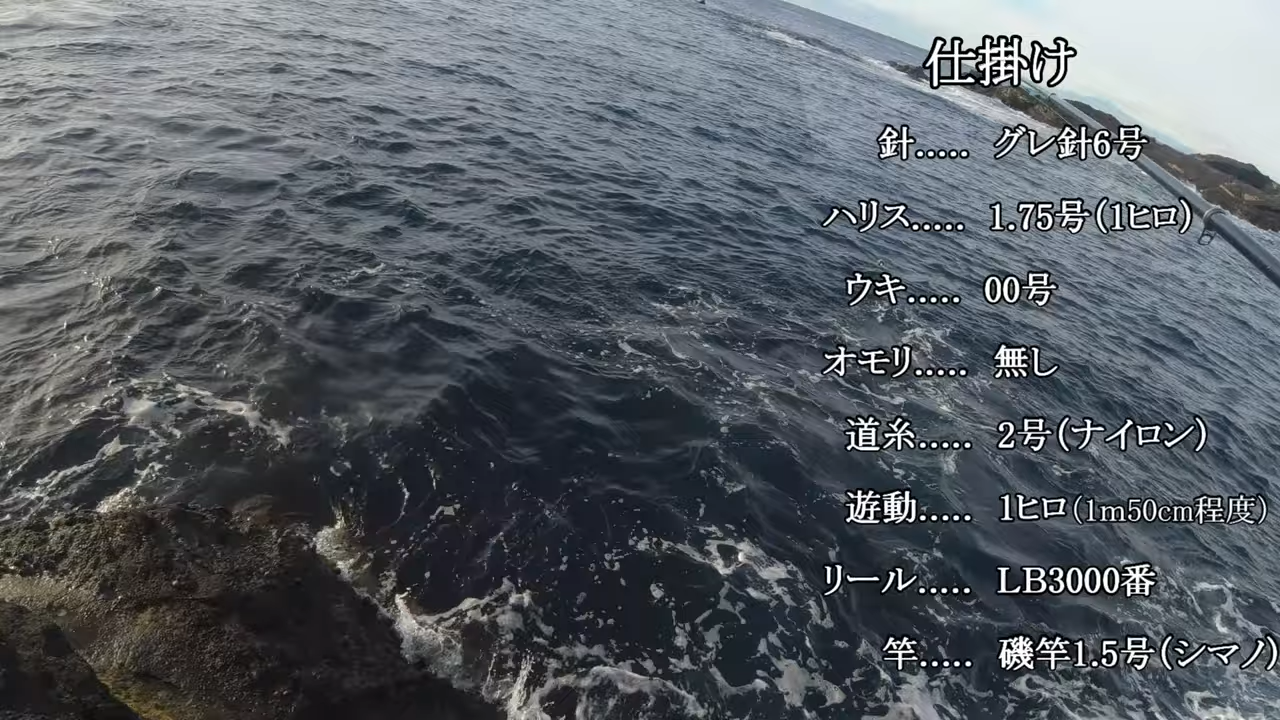 仕掛け
針..... グレ針6号
ハリス..... 1.75号(1ヒロ)
ウキ..... 00号
オモリ..... 無し
道糸..... 2号(ナイロン)
遊動..... 1ヒロ(1m50cm程度)
リール..... LB3000番
竿..... 磯竿1.5号(シマノ)